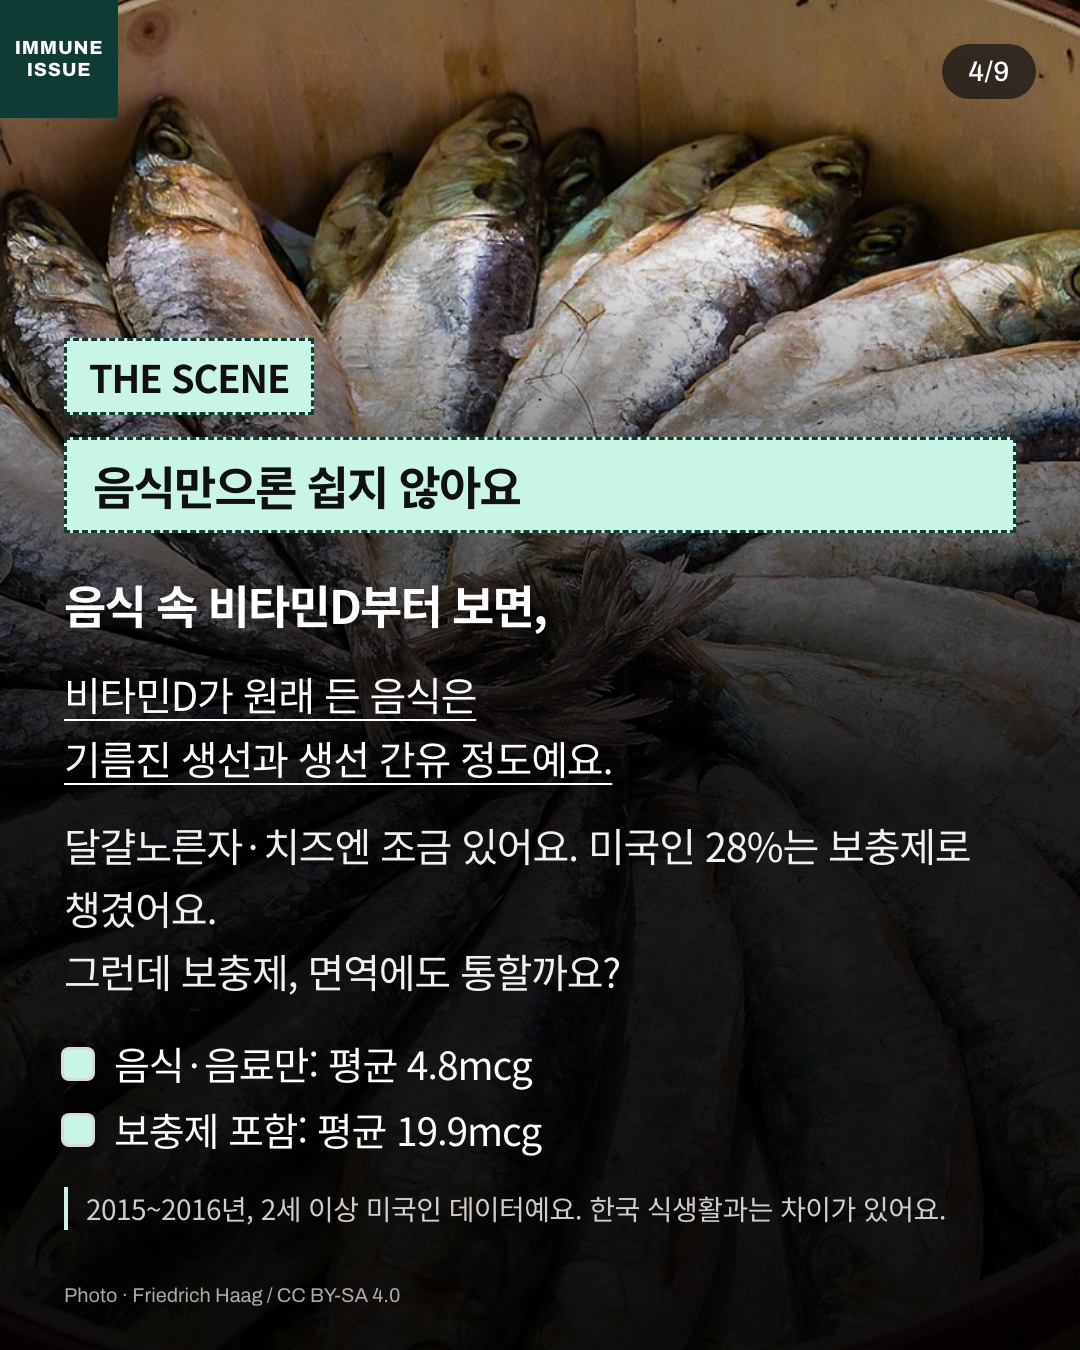 IMMUNE
ISSUE
4/9
THE SCENE
음식만으론 쉽지 않아요
음식 속 비타민D부터 보면,
비타민D가 원래 든 음식은
기름진 생선과 생선 간유 정도예요.
달걀노른자·치즈엔 조금 있어요. 미국인 28%는 보충제로
챙겼어요.
그런데 보충제, 면역에도 통할까요?
음식·음료만: 평균 4.8mcg
보충제 포함: 평균 19.9mcg
2015~2016년, 2세 이상 미국인 데이터예요. 한국 식생활과는 차이가 있어요.
Photo · Friedrich Haag / CC BY-SA 4.0